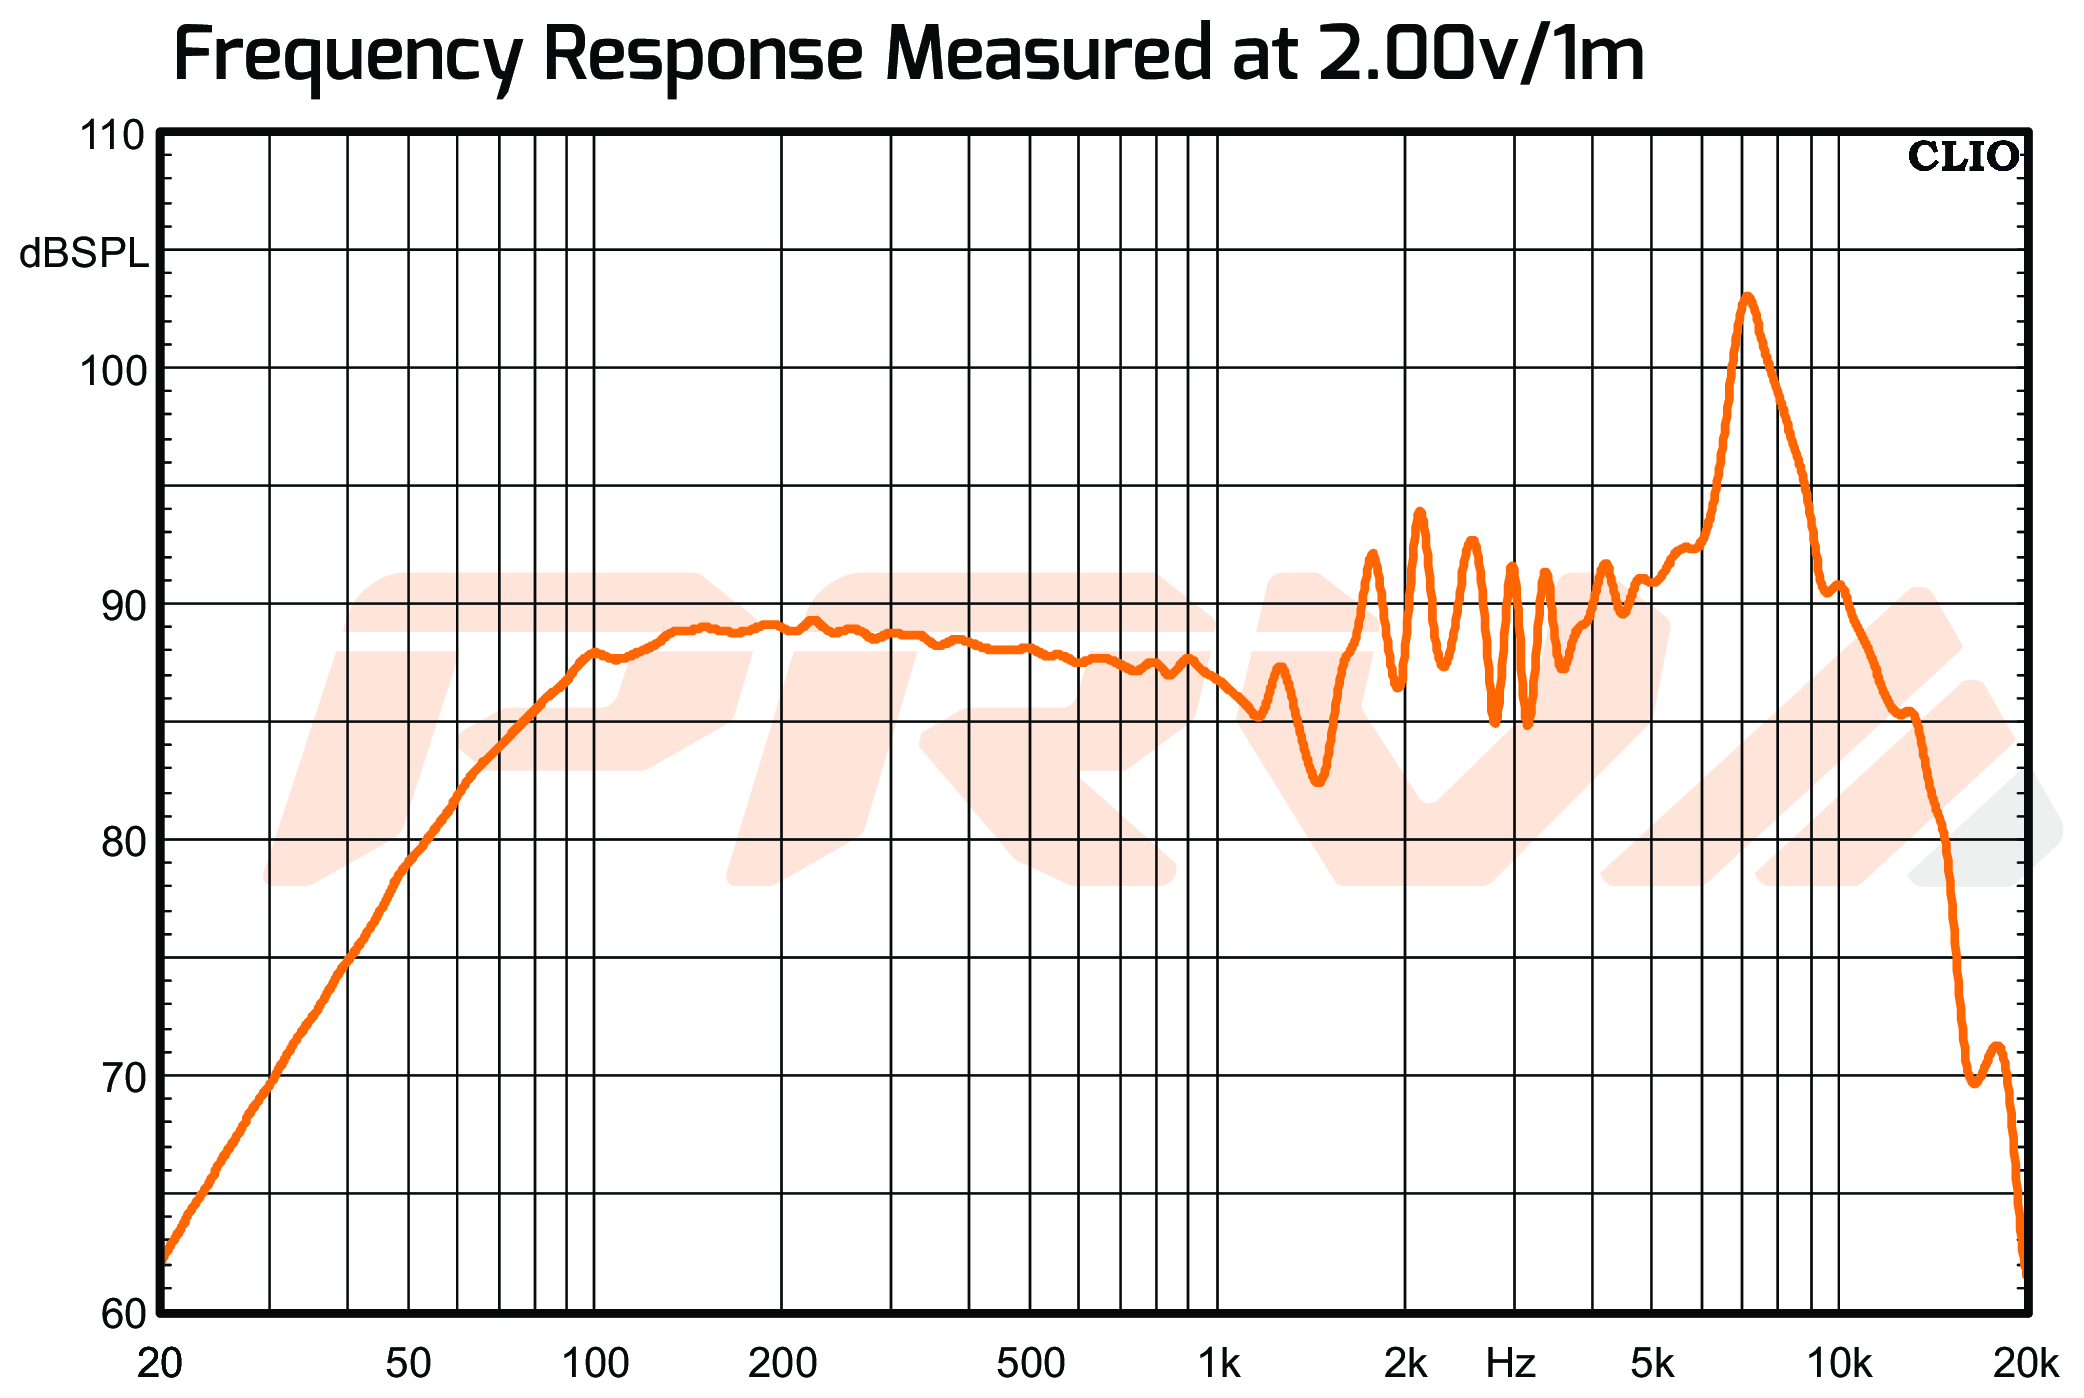 Frequency Response Measured at 2.00v/1m
110
CLIO
dBSPL
100
90
PRV
80
70
60
20 50 100 200 500 1k 2k Hz 5k 10k 20k